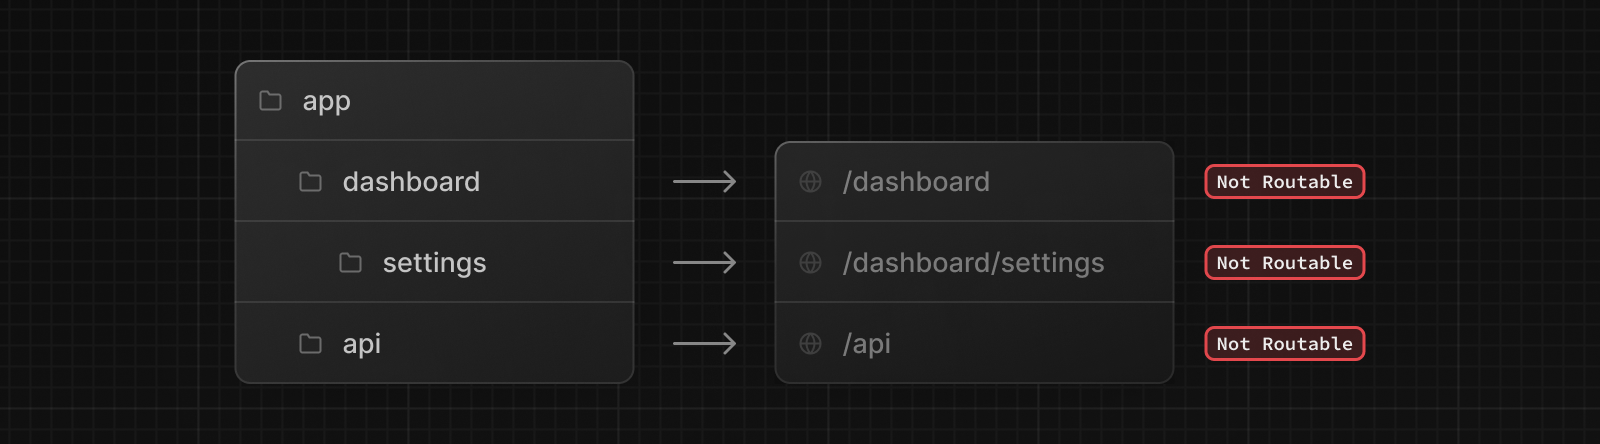 app
dashboard /dashboard Not Routable
settings /dashboard/settings Not Routable
api /api Not Routable